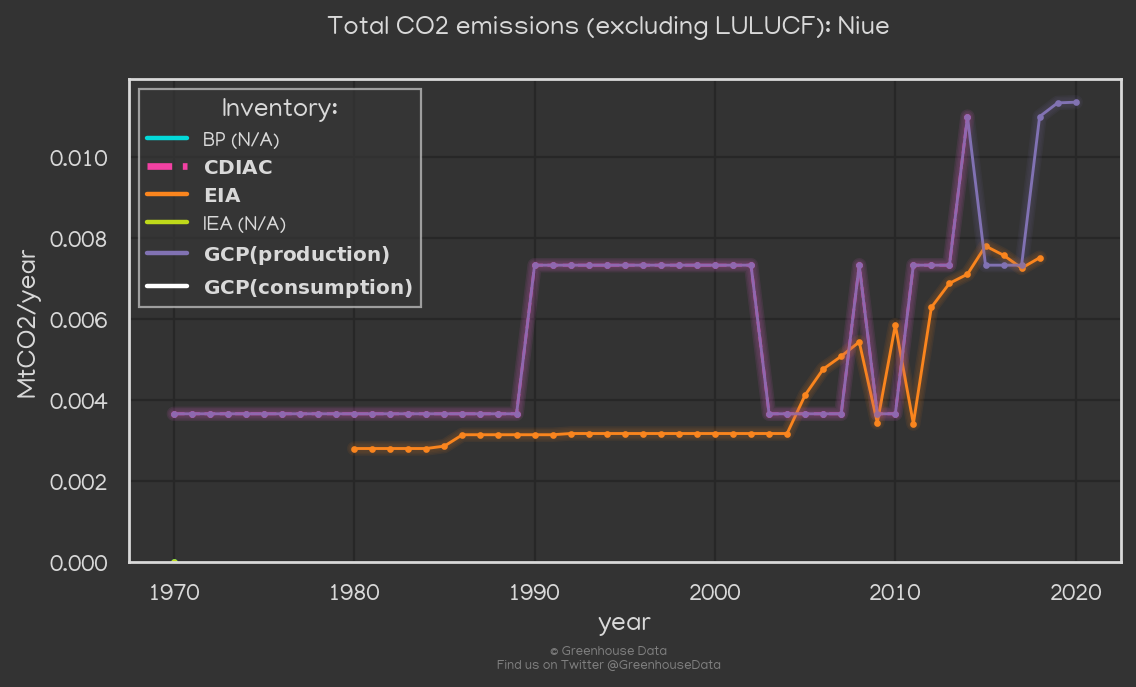 Total CO2 emissions (excluding LULUCF): Niue
Inventory:
BP (N/A)
CDIAC
EIA
IEA (N/A)
GCP(production)
GCP(consumption)
MtCO2/year
0.010
0.008
0.006
0.004
0.002
0.000
1970 1980 1990 2000 2010 2020
year
© Greenhouse Data
Find us on Twitter @GreenhouseData